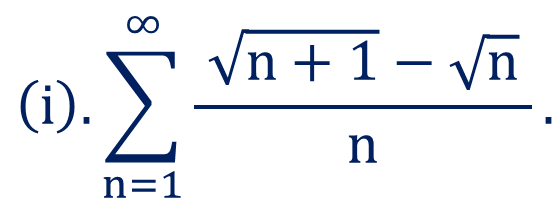 (i). ∑_{n=1}^{∞} (√(n + 1) − √n) / n .